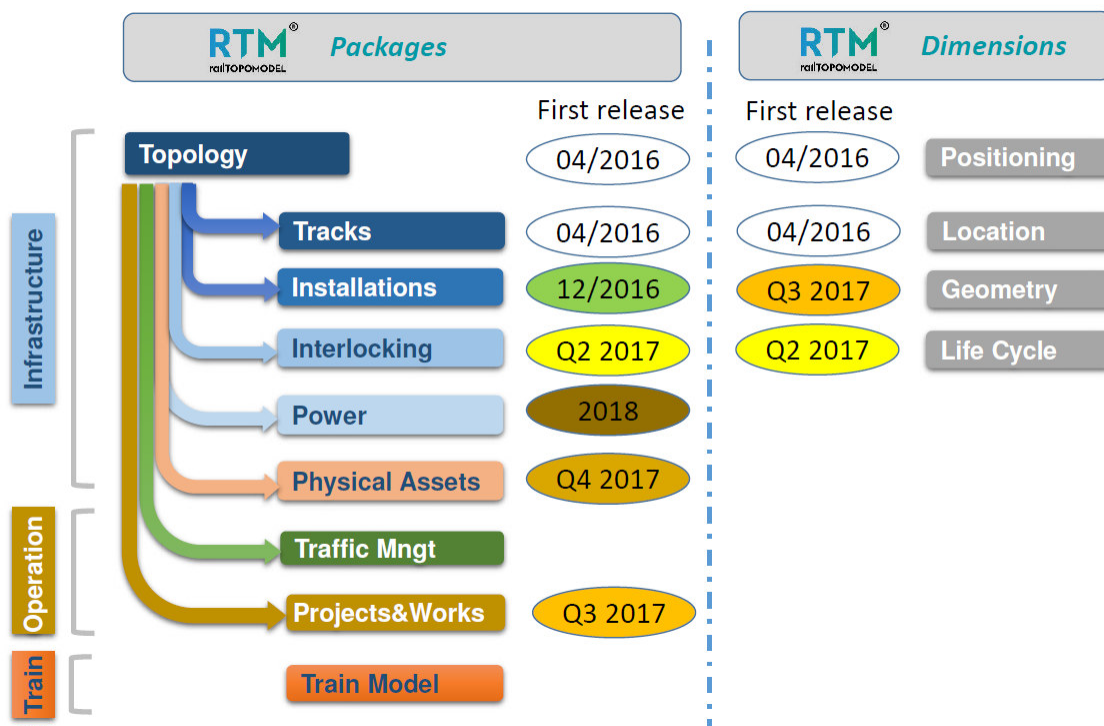 RTM®
railTOPOMODEL
Packages
RTM®
railTOPOMODEL
Dimensions
First release
First release
Infrastructure
Topology
04/2016
04/2016
Positioning
Tracks
04/2016
04/2016
Location
Installations
12/2016
Q3 2017
Geometry
Interlocking
Q2 2017
Q2 2017
Life Cycle
Power
2018
Physical Assets
Q4 2017
Operation
Traffic Mngt
Projects&Works
Q3 2017
Train
Train Model